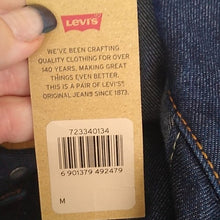 Levi's
WE'VE BEEN CRAFTING
QUALITY CLOTHING FOR OVER
140 YEARS. MAKING GREAT
THINGS EVEN BETTER.
THIS IS A PAIR OF LEVI'S®
ORIGINAL JEANS SINCE 1873.
723340134
6 901379 492479
M